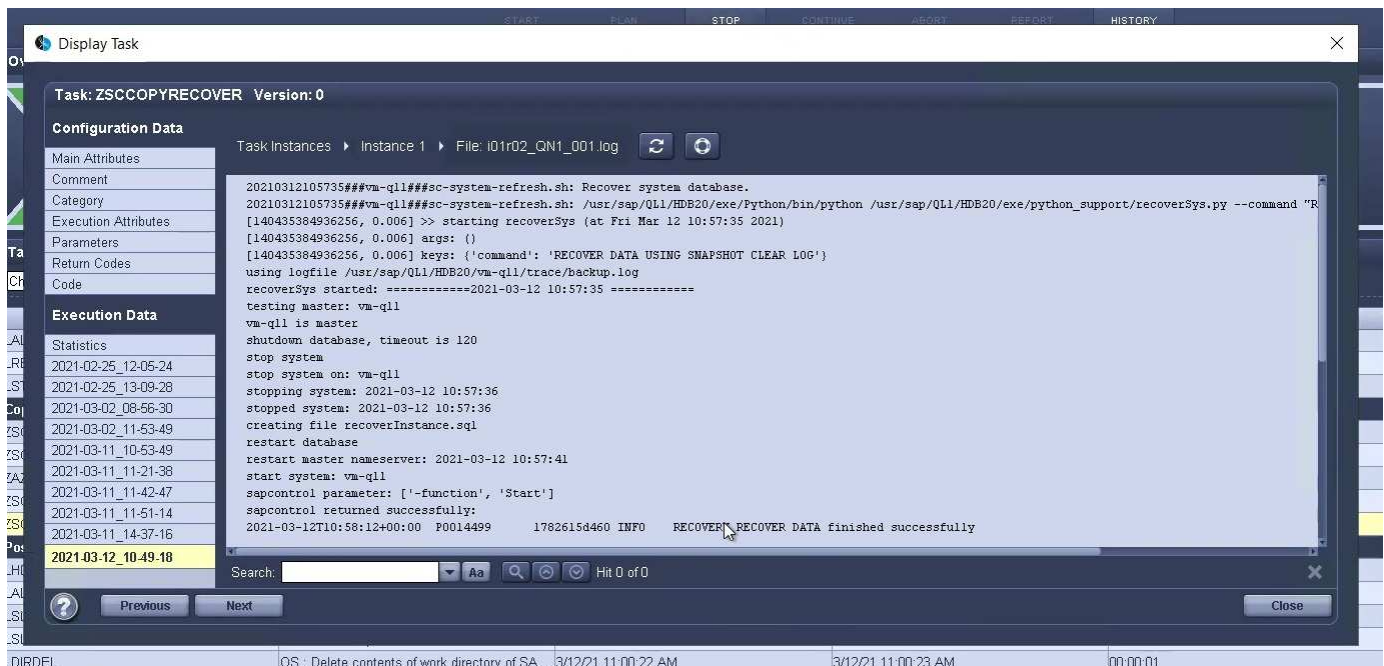 START PLAN STOP CONTINUE ABORT REPORT HISTORY
Display Task
Task: ZSCCOPYRECOVER Version: 0
Configuration Data
Main Attributes
Comment
Category
Execution Attributes
Parameters
Return Codes
Code
Execution Data
Statistics
2021-02-25_12-05-24
2021-02-25_13-09-28
2021-03-02_08-56-30
2021-03-02_11-53-49
2021-03-11_10-53-49
2021-03-11_11-21-38
2021-03-11_11-42-47
2021-03-11_11-51-14
2021-03-11_14-37-16
2021-03-12_10-49-18
Task Instances Instance 1 File: i01r02_QN1_001.log
20210312105735###vm-ql1###sc-system-refresh.sh: Recover system database.
20210312105735###vm-ql1###sc-system-refresh.sh: /usr/sap/QL1/HDB20/exe/Python/bin/python /usr/sap/QL1/HDB20/exe/python_support/recoverSys.py --command "R
[140435384936256, 0.006] >> starting recoverSys (at Fri Mar 12 10:57:35 2021)
[140435384936256, 0.006] args: ()
[140435384936256, 0.006] keys: {'command': 'RECOVER DATA USING SNAPSHOT CLEAR LOG'}
using logfile /usr/sap/QL1/HDB20/vm-ql1/trace/backup.log
recoverSys started: ============2021-03-12 10:57:35 ============
testing master: vm-ql1
vm-ql1 is master
shutdown database, timeout is 120
stop system
stop system on: vm-ql1
stopping system: 2021-03-12 10:57:36
stopped system: 2021-03-12 10:57:36
creating file recoverInstance.sql
restart database
restart master nameserver: 2021-03-12 10:57:41
start system: vm-ql1
sapcontrol parameter: ['-function', 'Start']
sapcontrol returned successfully:
2021-03-12T10:58:12+00:00 P0014499 1782615d460 INFO RECOVERY RECOVER DATA finished successfully
Search: Aa Hit 0 of 0
? Previous Next Close
DIRDEL OS : Delete contents of work directory of SA 3/12/21 11:00:22 AM 3/12/21 11:00:23 AM 00:00:01